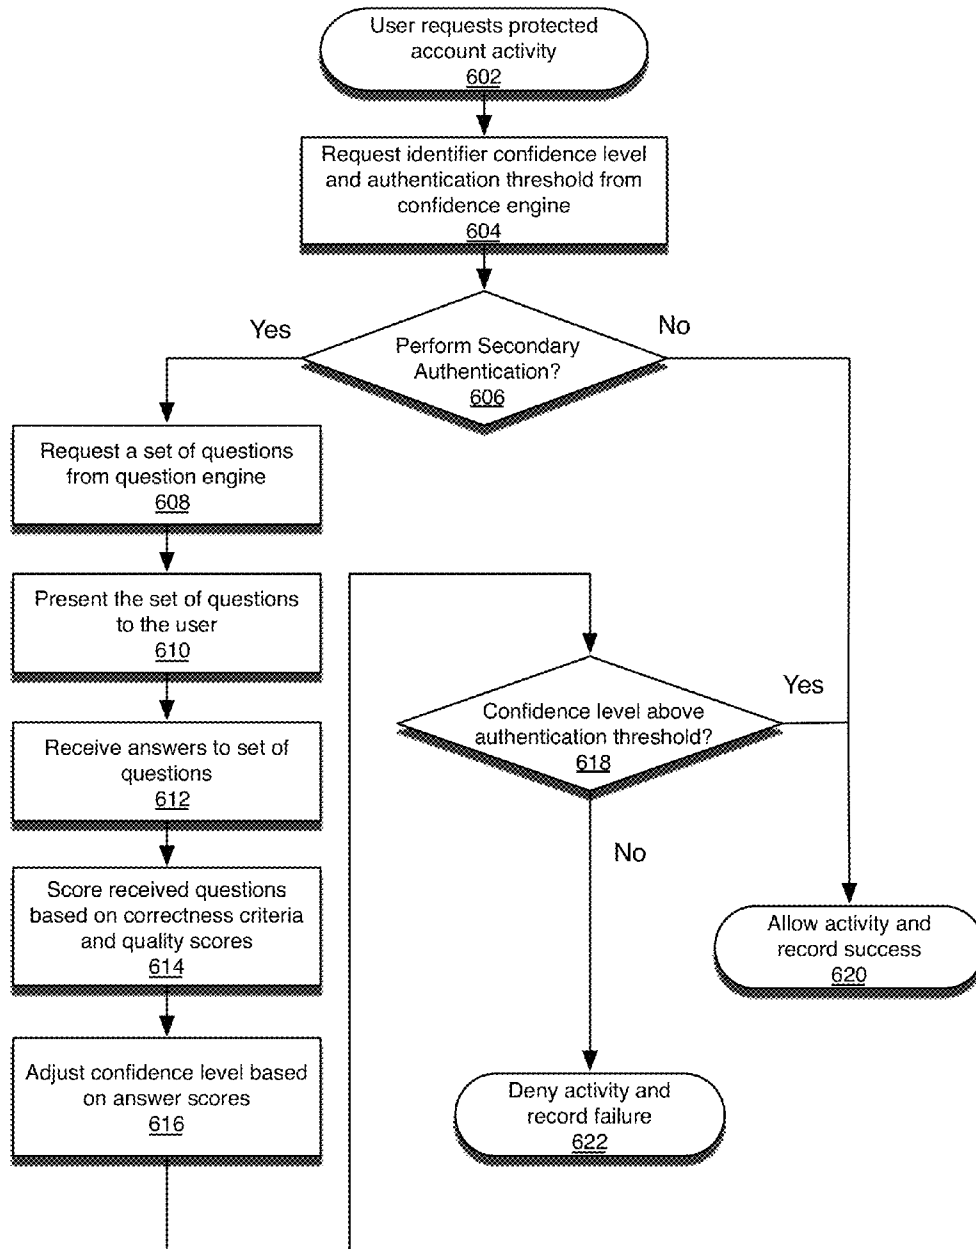 User requests protected
account activity
602
Request identifier confidence level
and authentication threshold from
confidence engine
604
Yes
No
Perform Secondary
Authentication?
606
Request a set of questions
from question engine
608
Present the set of questions
to the user
610
Receive answers to set of
questions
612
Score received questions
based on correctness criteria
and quality scores
614
Adjust confidence level based
on answer scores
616
Confidence level above
authentication threshold?
618
Yes
No
Allow activity and
record success
620
Deny activity and
record failure
622